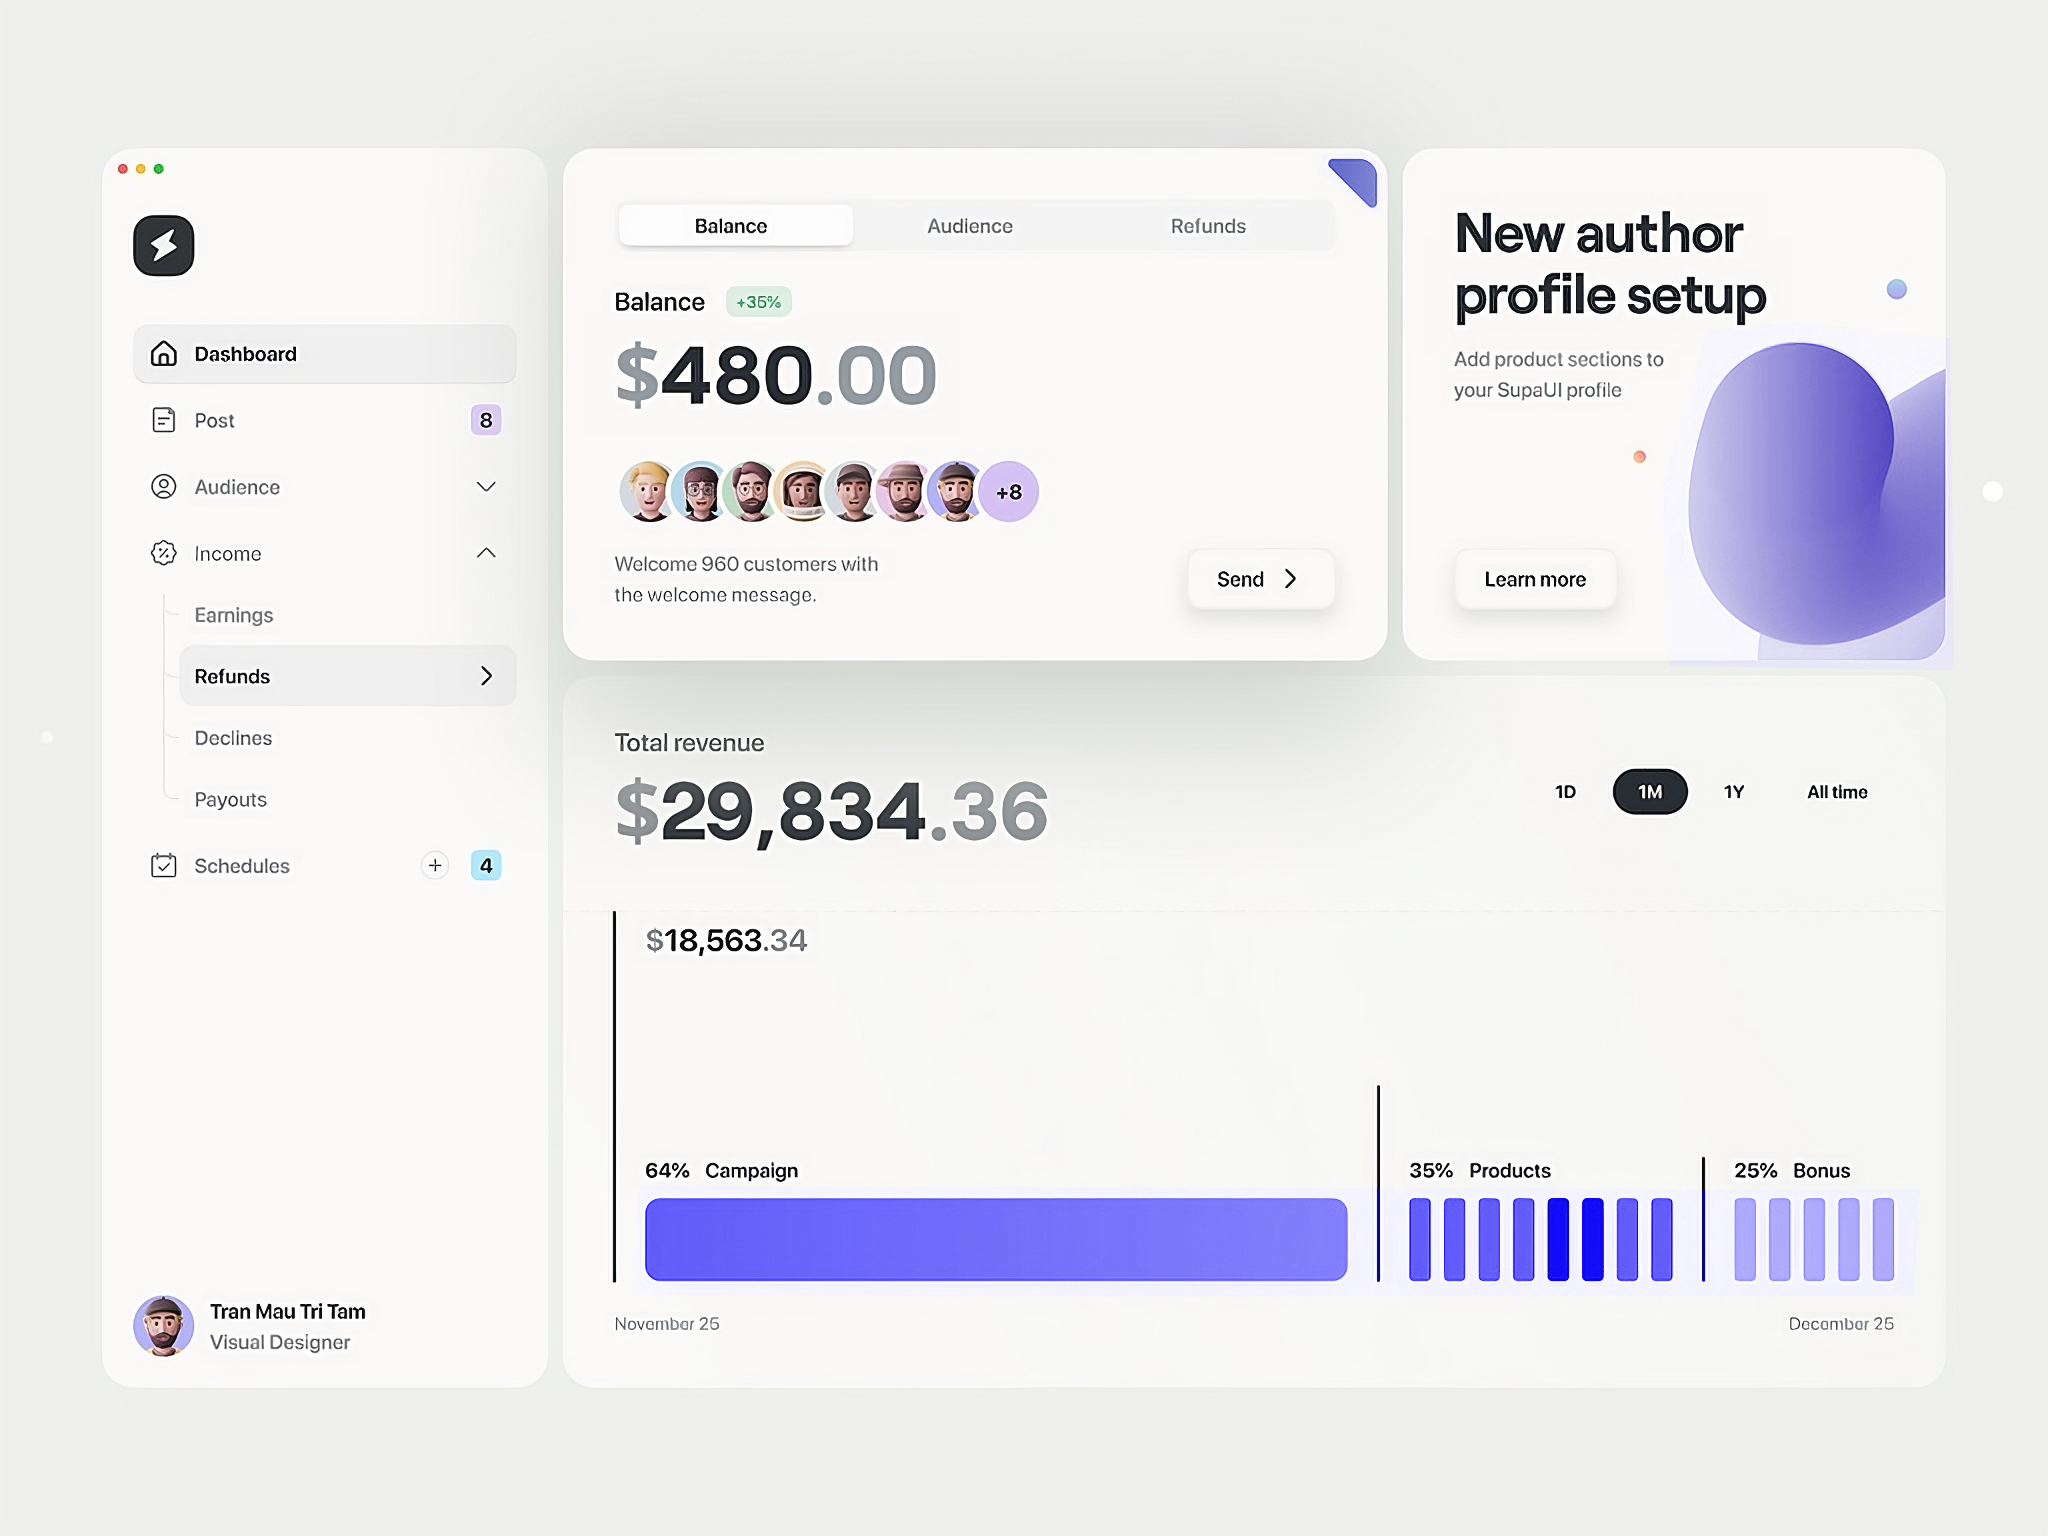 Dashboard
Post
8
Audience
Income
Earnings
Refunds
Declines
Payouts
Schedules
4
Tran Mau Tri Tam
Visual Designer
Balance
Audience
Refunds
Balance
+35%
$480.00
+8
Welcome 960 customers with
the welcome message.
Send
New author
profile setup
Add product sections to
your SupaUI profile
Learn more
Total revenue
$29,834.36
1D
1M
1Y
All time
$18,563.34
64% Campaign
35% Products
25% Bonus
November 25
December 25